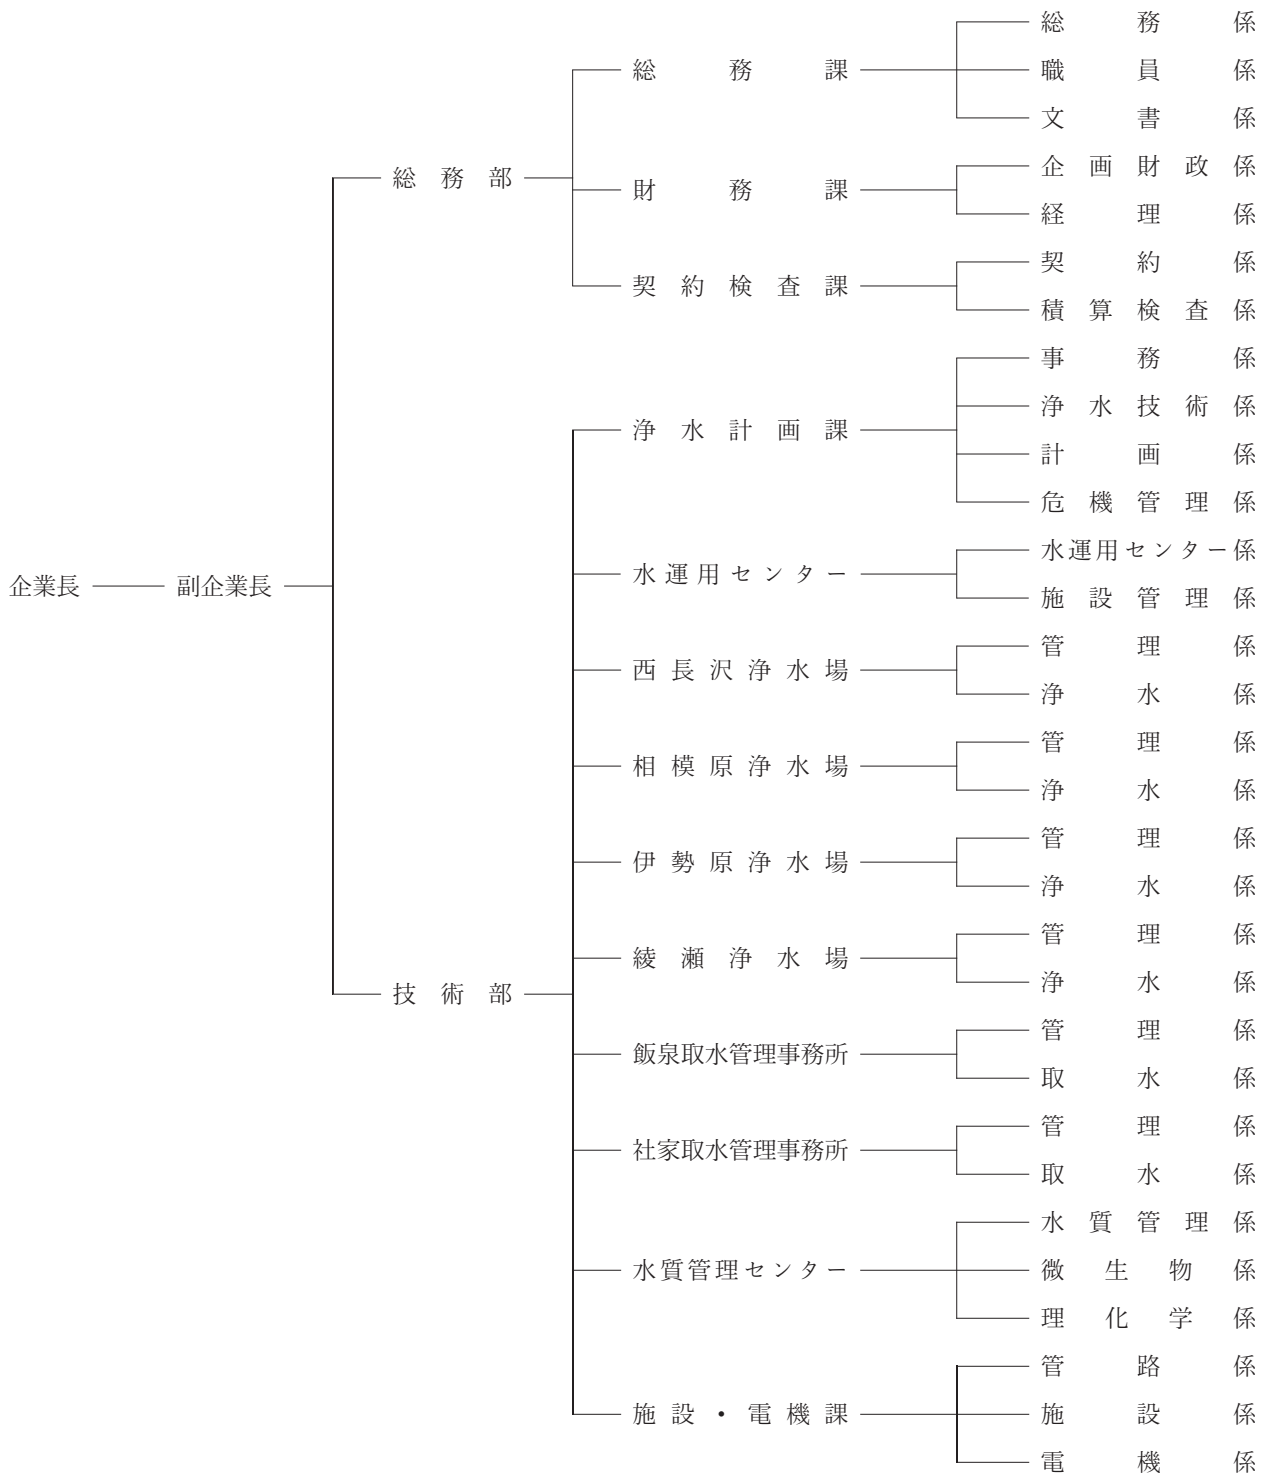 総務係
総務課
職員係
文書係
企画財政係
総務部
財務課
経理係
契約係
契約検査課
積算検査係
事務係
浄水技術係
浄水計画課
計画係
危機管理係
水運用センター係
水運用センター
企業長 副企業長
施設管理係
管理係
西長沢浄水場
浄水係
管理係
相模原浄水場
浄水係
管理係
伊勢原浄水場
浄水係
管理係
綾瀬浄水場
浄水係
技術部
管理係
飯泉取水管理事務所
取水係
管理係
社家取水管理事務所
取水係
水質管理係
水質管理センター
微生物係
理化学係
管路係
施設・電機課
施設係
電機係